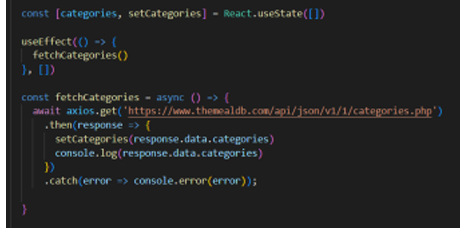 const [categories, setCategories] = React.useState([])
useEffect(() => {
fetchCategories()
}, [])
const fetchCategories = async () => {
await axios.get('https://www.themealdb.com/api/json/v1/1/categories.php')
.then(response => {
setCategories(response.data.categories)
console.log(response.data.categories)
})
.catch(error => console.error(error));
}